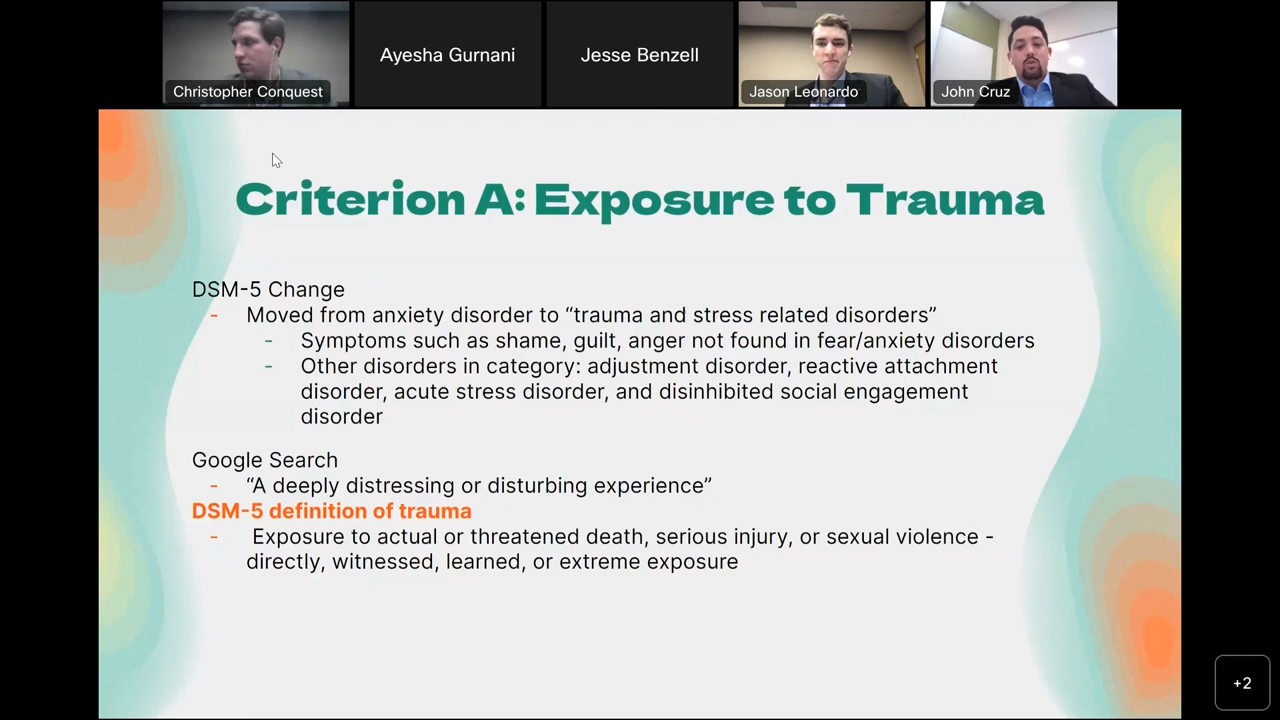 Christopher Conquest
Ayesha Gurnani
Jesse Benzell
Jason Leonardo
John Cruz
Criterion A: Exposure to Trauma
DSM-5 Change
- Moved from anxiety disorder to “trauma and stress related disorders”
- Symptoms such as shame, guilt, anger not found in fear/anxiety disorders
- Other disorders in category: adjustment disorder, reactive attachment
disorder, acute stress disorder, and disinhibited social engagement
disorder
Google Search
- “A deeply distressing or disturbing experience”
DSM-5 definition of trauma
- Exposure to actual or threatened death, serious injury, or sexual violence -
directly, witnessed, learned, or extreme exposure
+2